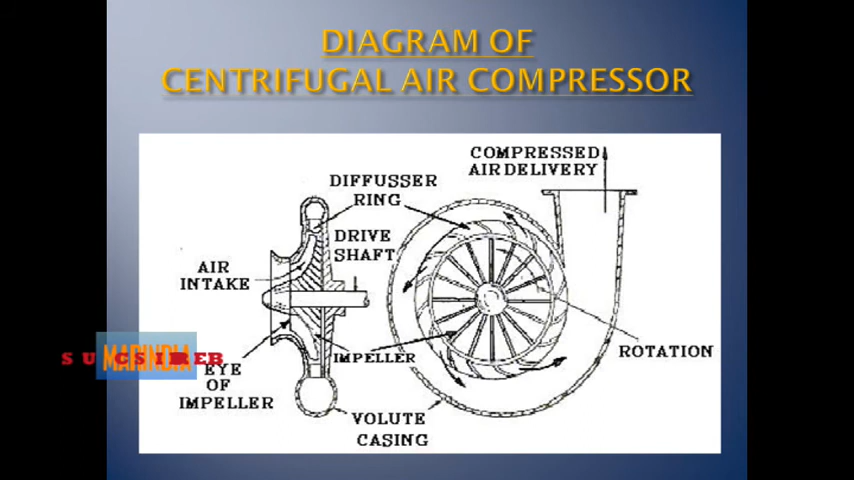 DIAGRAM OF
CENTRIFUGAL AIR COMPRESSOR
COMPRESSED
AIR DELIVERY
DIFFUSSER
RING
DRIVE
SHAFT
AIR
INTAKE
IMPELLER
ROTATION
EYE
OF
IMPELLER
VOLUTE
CASING